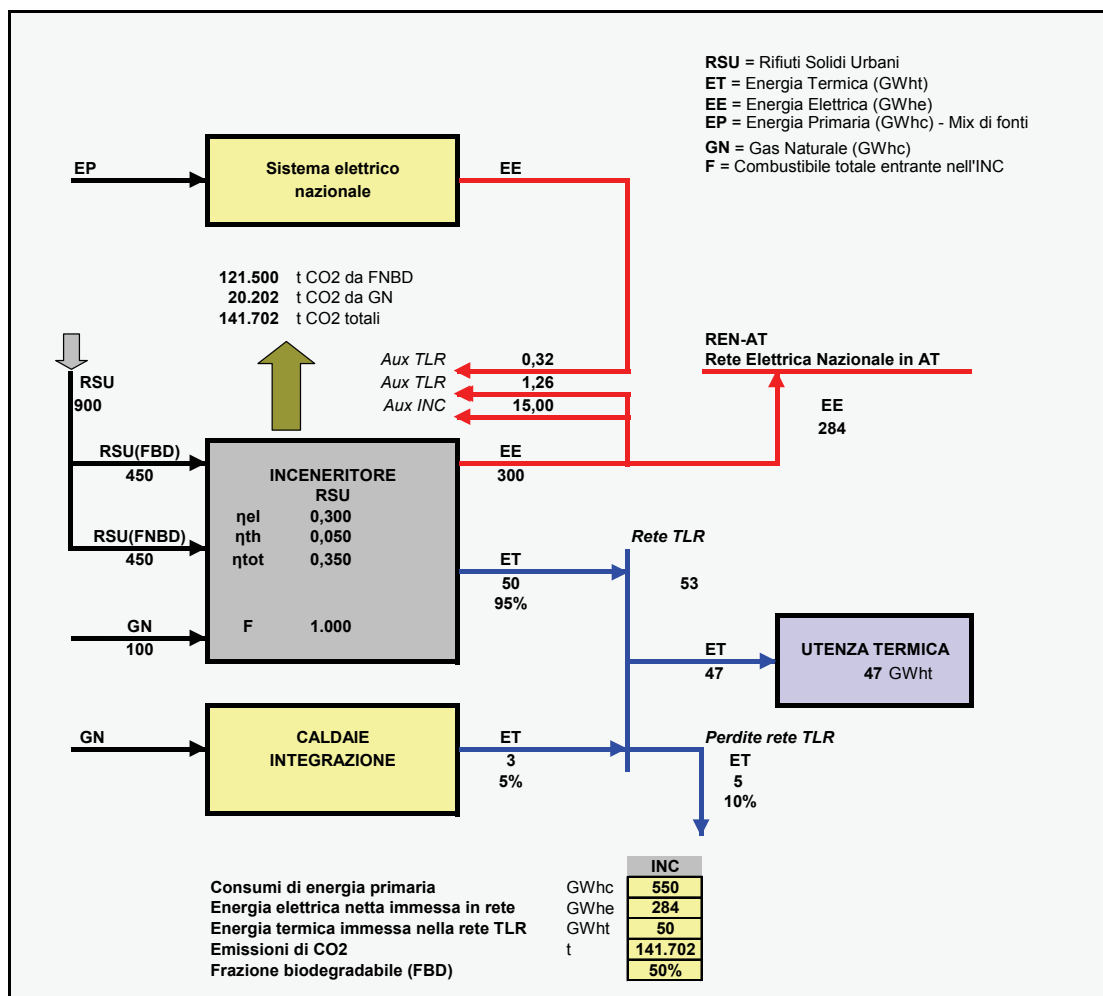 RSU = Rifiuti Solidi Urbani
ET = Energia Termica (GWht)
EE = Energia Elettrica (GWhe)
EP = Energia Primaria (GWhc) - Mix di fonti
GN = Gas Naturale (GWhc)
F = Combustibile totale entrante nell'INC
EP
Sistema elettrico
nazionale
EE
121.500 t CO2 da FNBD
20.202 t CO2 da GN
141.702 t CO2 totali
REN-AT
Rete Elettrica Nazionale in AT
Aux TLR 0,32
Aux TLR 1,26
Aux INC 15,00
RSU
900
EE
284
RSU(FBD)
450
INCENERITORE
RSU
ηel 0,300
ηth 0,050
ηtot 0,350
F 1.000
EE
300
RSU(FNBD)
450
Rete TLR
ET
50
95%
53
GN
100
ET
47
UTENZA TERMICA
47 GWht
GN
CALDAIE
INTEGRAZIONE
ET
3
5%
Perdite rete TLR
ET
5
10%
INC
Consumi di energia primaria GWhc 550
Energia elettrica netta immessa in rete GWhe 284
Energia termica immessa nella rete TLR GWht 50
Emissioni di CO2 t 141.702
Frazione biodegradabile (FBD) 50%